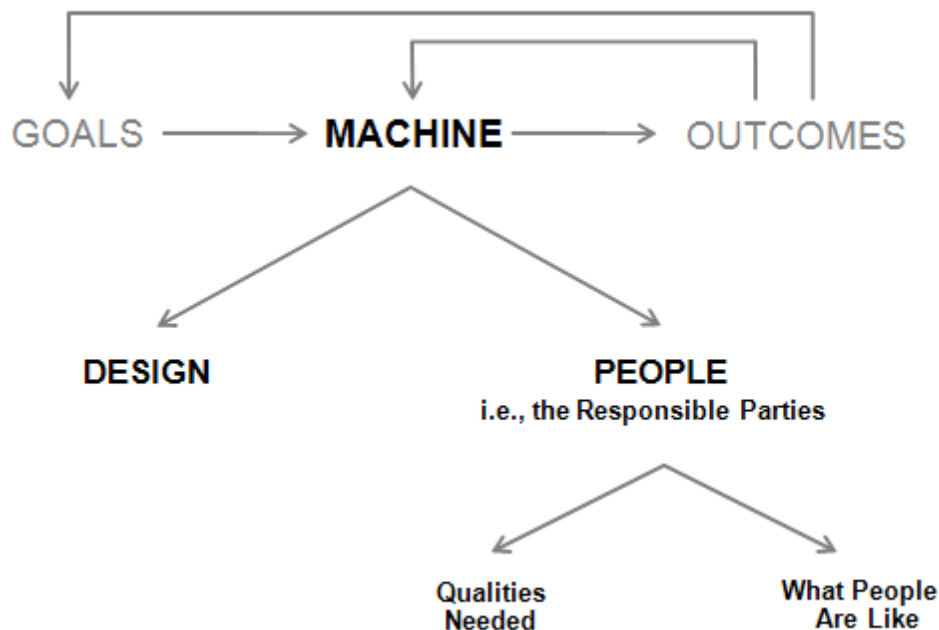 GOALS
MACHINE
OUTCOMES
DESIGN
PEOPLE
i.e., the Responsible Parties
Qualities
Needed
What People
Are Like